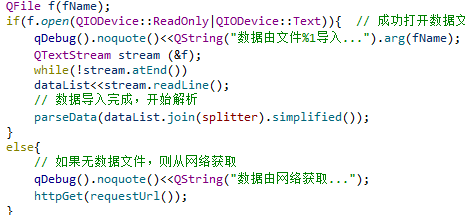 QFile f(fName);
if(f.open(QIODevice::ReadOnly|QIODevice::Text)){ // 成功打开数据文
qDebug().noquote()<<QString("数据由文件%1导入...").arg(fName);
QTextStream stream (&f);
while(!stream.atEnd())
dataList<<stream.readLine();
// 数据导入完成，开始解析
parseData(dataList.join(splitter).simplified());
}
else{
// 如果无数据文件，则从网络获取
qDebug().noquote()<<QString("数据由网络获取...");
httpGet(requestUrl());
}